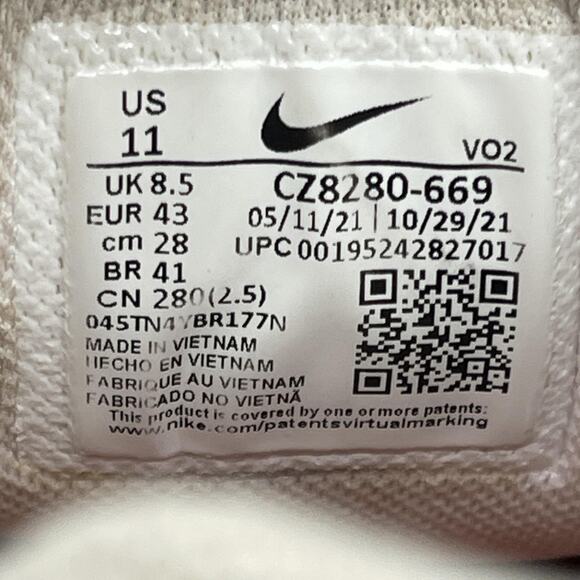 US
11
VO2
UK 8.5
EUR 43
cm 28
BR 41
CN 280(2.5)
CZ8280-669
05/11/21 | 10/29/21
UPC 00195242827017
045TN4YBR177N
MADE IN VIETNAM
HECHO EN VIETNAM
FABRIQUE AU VIETNAM
FABRICADO NO VIETNÃ
This product is covered by one or more patents:
www.nike.com/patentsvirtualmarking